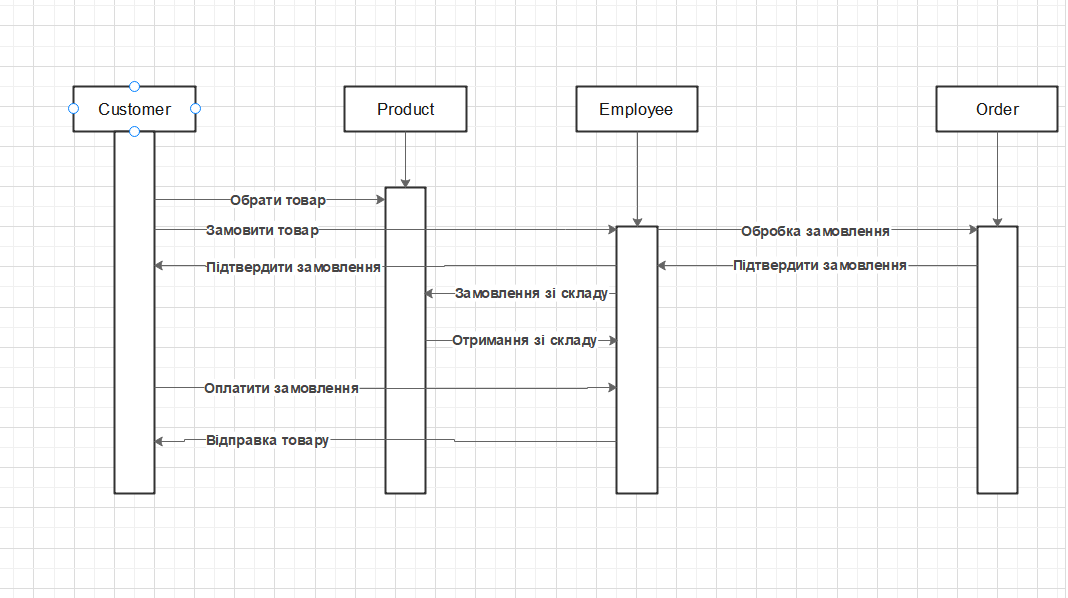 Customer
Product
Employee
Order
Обрати товар
Замовити товар
Обробка замовлення
Підтвердити замовлення
Підтвердити замовлення
Замовлення зі складу
Отримання зі складу
Оплатити замовлення
Відправка товару